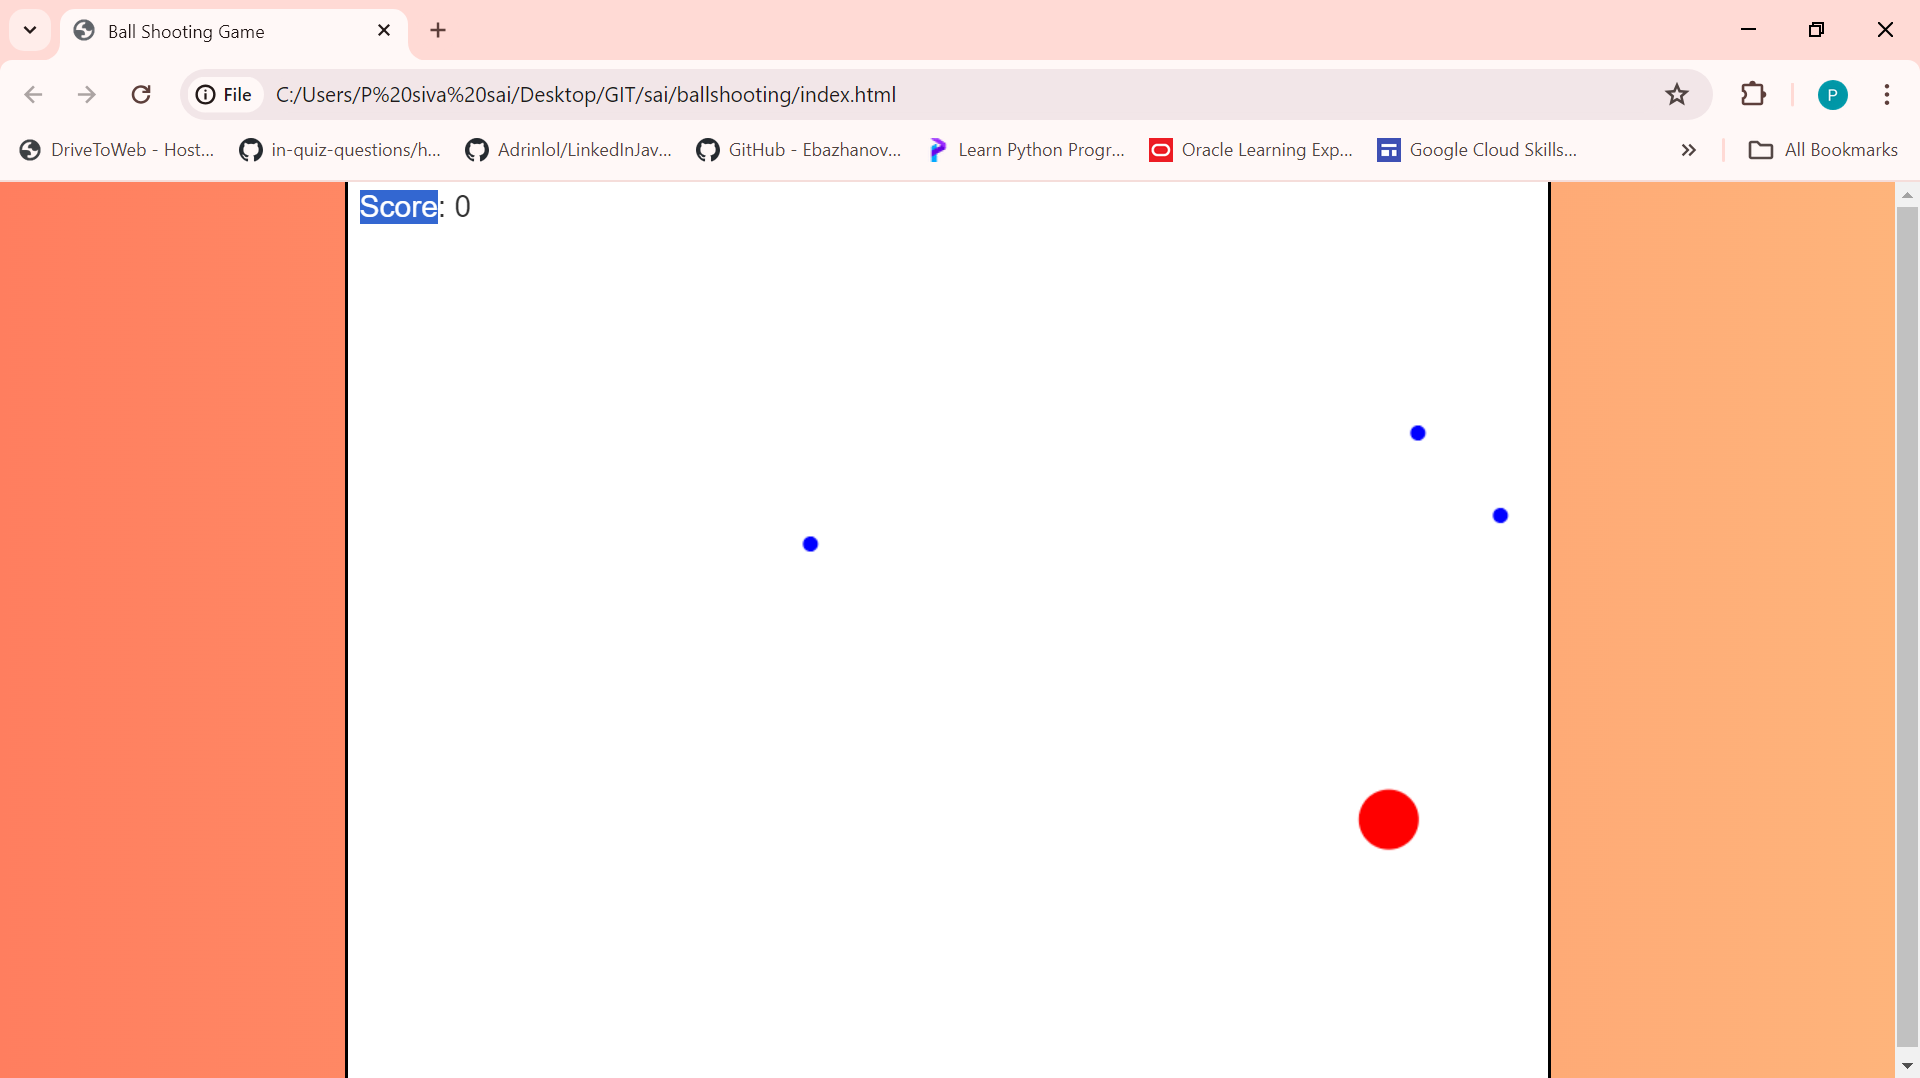 Ball Shooting Game
File
C:/Users/P%20siva%20sai/Desktop/GIT/sai/ballshooting/index.html
P
DriveToWeb - Host...
in-quiz-questions/h...
Adrinlol/LinkedInJav...
GitHub - Ebazhanov...
Learn Python Progr...
Oracle Learning Exp...
Google Cloud Skills...
All Bookmarks
Score: 0